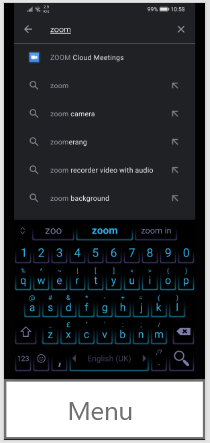 99% 10:58
zoom
ZOOM Cloud Meetings
zoom
zoom camera
zoomerang
zoom recorder video with audio
zoom background
zoo zoom zoom in
1 2 3 4 5 6 7 8 9 0
q w e r t y u i o p
@ # & * - + = ( )
a s d f g h j k l
_ £ € " ' : ; /
z x c v b n m
123 , English (UK) .
Menu